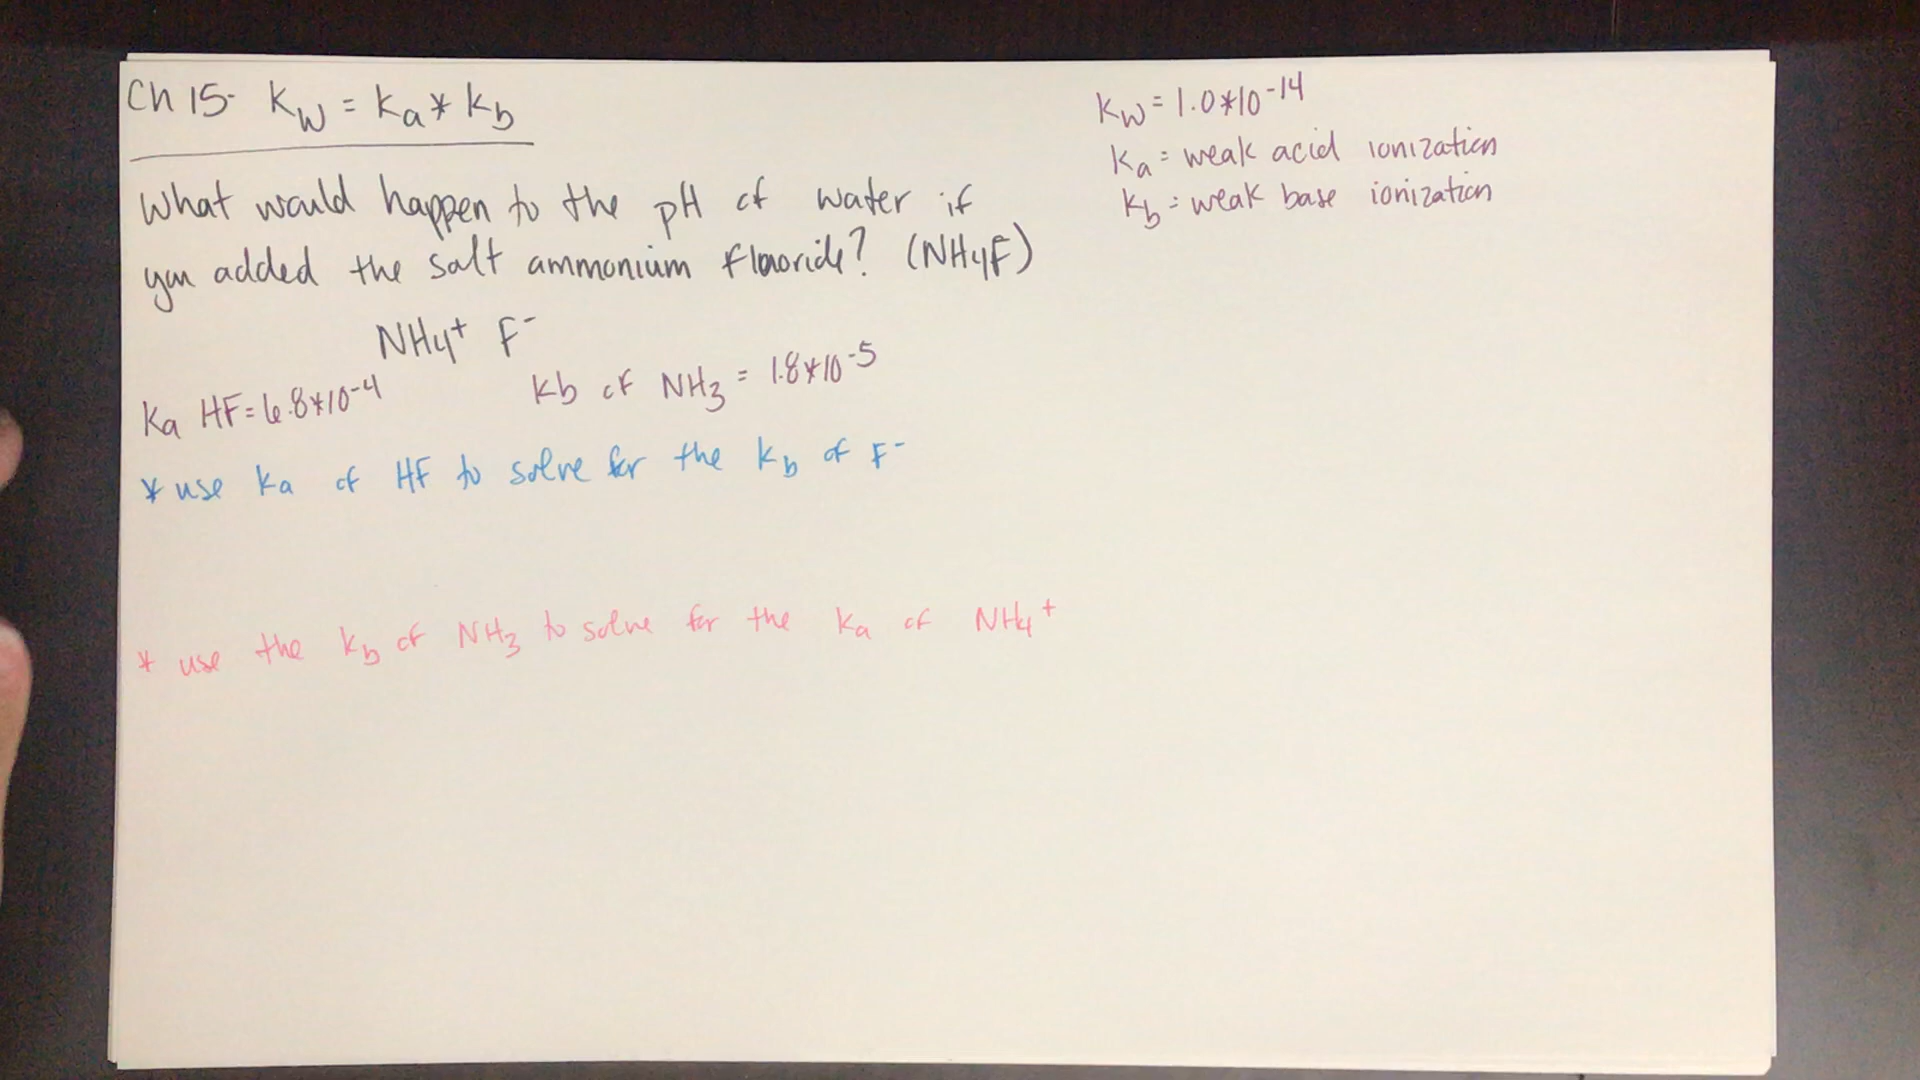 Ch 15- Kw = Ka * Kb
What would happen to the pH of water if
you added the salt ammonium fluoride? (NH4F)
NH4+ F-
Ka HF = 6.8*10-4
Kb of NH3 = 1.8*10-5
* use Ka of HF to solve for the Kb of F-
* use the Kb of NH3 to solve for the Ka of NH4+
Kw = 1.0*10-14
Ka = weak acid ionization
Kb = weak base ionization